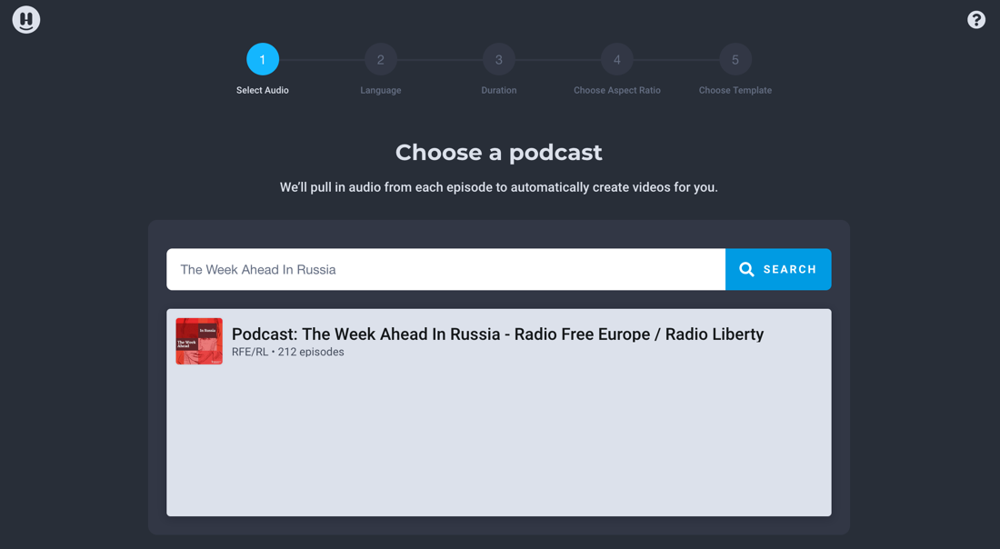 H
?
1
2
3
4
5
Select Audio
Language
Duration
Choose Aspect Ratio
Choose Template
Choose a podcast
We'll pull in audio from each episode to automatically create videos for you.
The Week Ahead In Russia
SEARCH
In Russia
The Week
Ahead
Podcast: The Week Ahead In Russia - Radio Free Europe / Radio Liberty
RFE/RL • 212 episodes